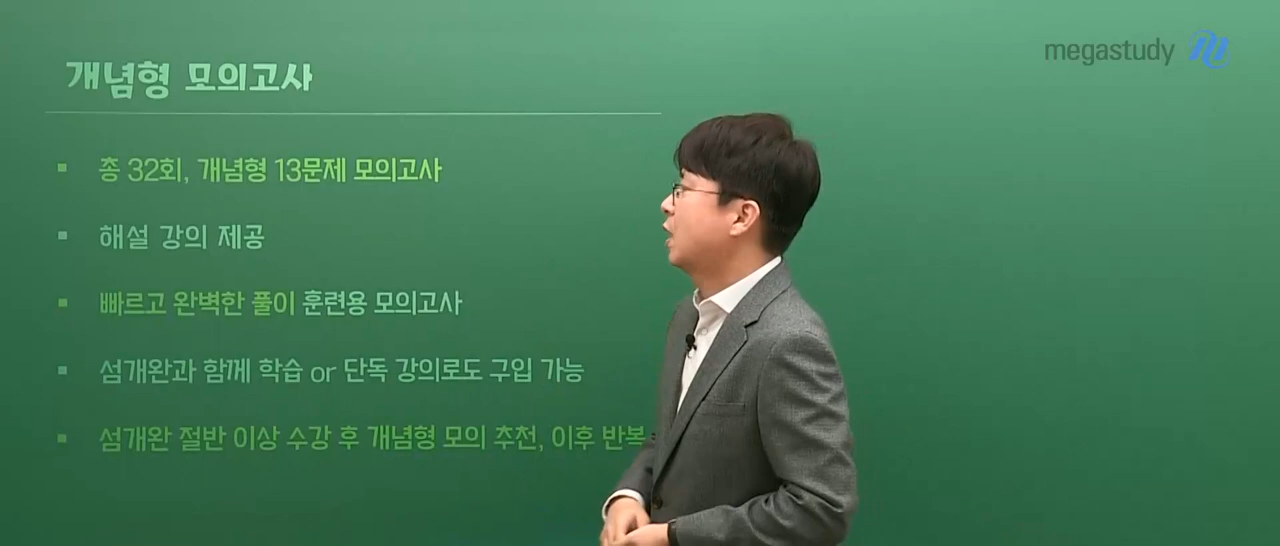 개념형 모의고사
megastudy
총 32회, 개념형 13문제 모의고사
해설 강의 제공
빠르고 완벽한 풀이 훈련용 모의고사
섬개완과 함께 학습 or 단독 강의로도 구입 가능
섬개완 절반 이상 수강 후 개념형 모의 추천, 이후 반복